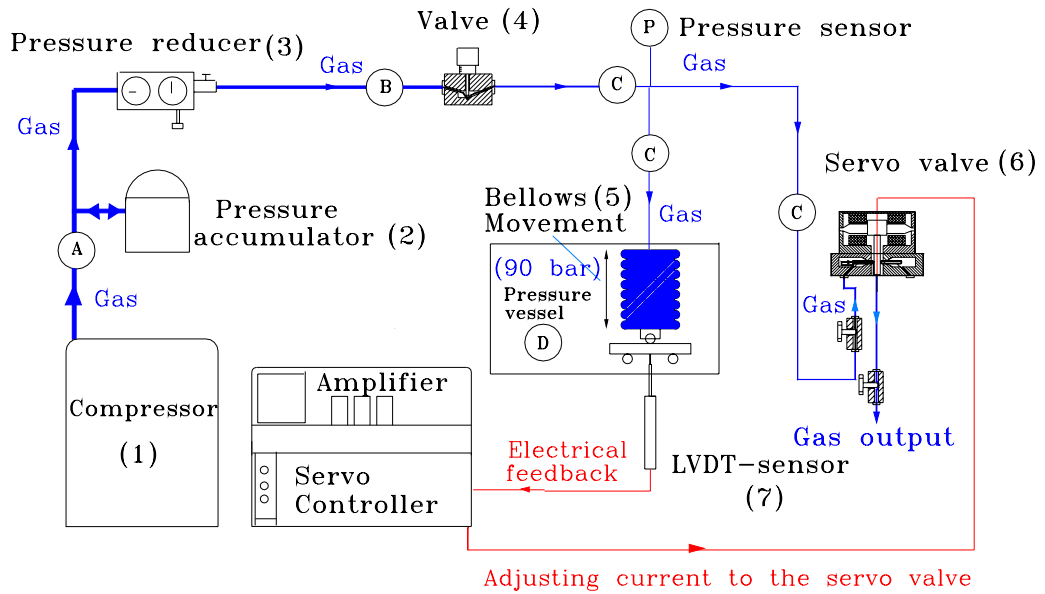 Valve (4)
P
Pressure sensor
Pressure reducer (3)
Gas
B
C
Gas
Gas
C
Servo valve (6)
Pressure
accumulator (2)
Bellows (5)
Movement
Gas
C
A
(90 bar)
Pressure
vessel
D
Gas
Gas
Compressor
(1)
Amplifier
Servo
Controller
Electrical
feedback
LVDT-sensor
(7)
Gas output
Adjusting current to the servo valve